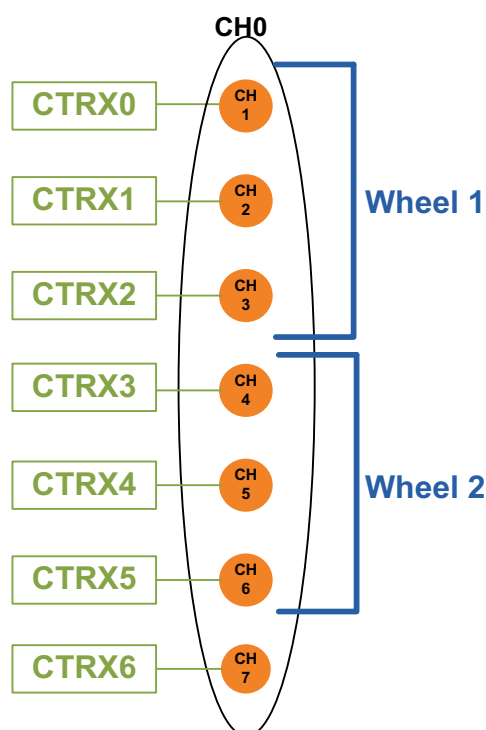 CH0
CTRX0
CH
1
CTRX1
CH
2
Wheel 1
CTRX2
CH
3
CTRX3
CH
4
CTRX4
CH
5
Wheel 2
CTRX5
CH
6
CTRX6
CH
7